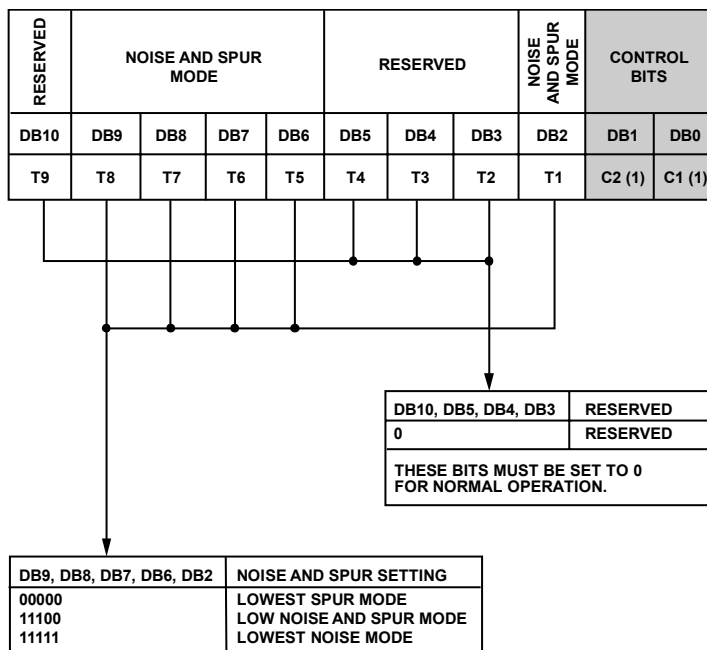 RESERVED
NOISE AND SPUR
MODE
RESERVED
NOISE
AND SPUR
MODE
CONTROL
BITS
DB10 DB9 DB8 DB7 DB6 DB5 DB4 DB3 DB2 DB1 DB0
T9 T8 T7 T6 T5 T4 T3 T2 T1 C2 (1) C1 (1)
DB10, DB5, DB4, DB3 RESERVED
0 RESERVED
THESE BITS MUST BE SET TO 0
FOR NORMAL OPERATION.
DB9, DB8, DB7, DB6, DB2 NOISE AND SPUR SETTING
00000 LOWEST SPUR MODE
11100 LOW NOISE AND SPUR MODE
11111 LOWEST NOISE MODE